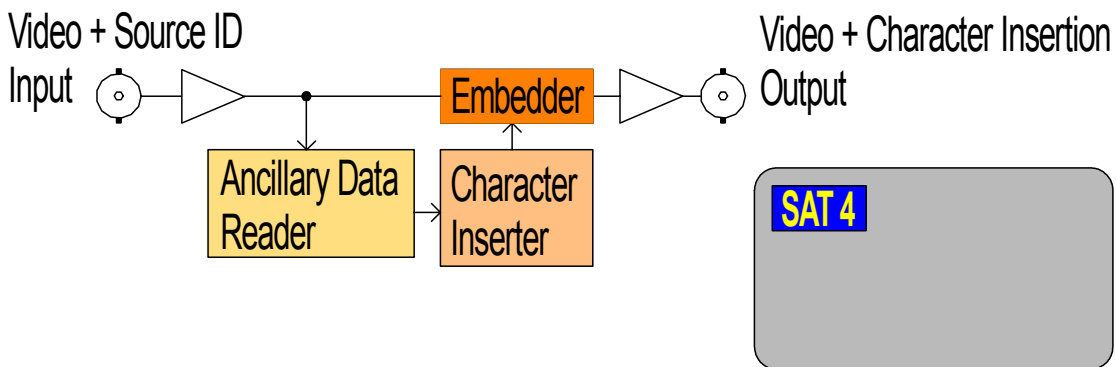 Video + Source ID
Input
Embedder
Video + Character Insertion
Output
Ancillary Data
Reader
Character
Inserter
SAT 4